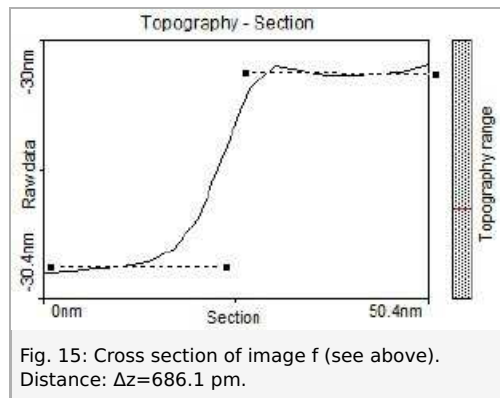 Topography - Section
-30nm
Raw data
-30.4nm
0nm
Section
50.4nm
Topography range
Fig. 15: Cross section of image f (see above).
Distance: Δz=686.1 pm.